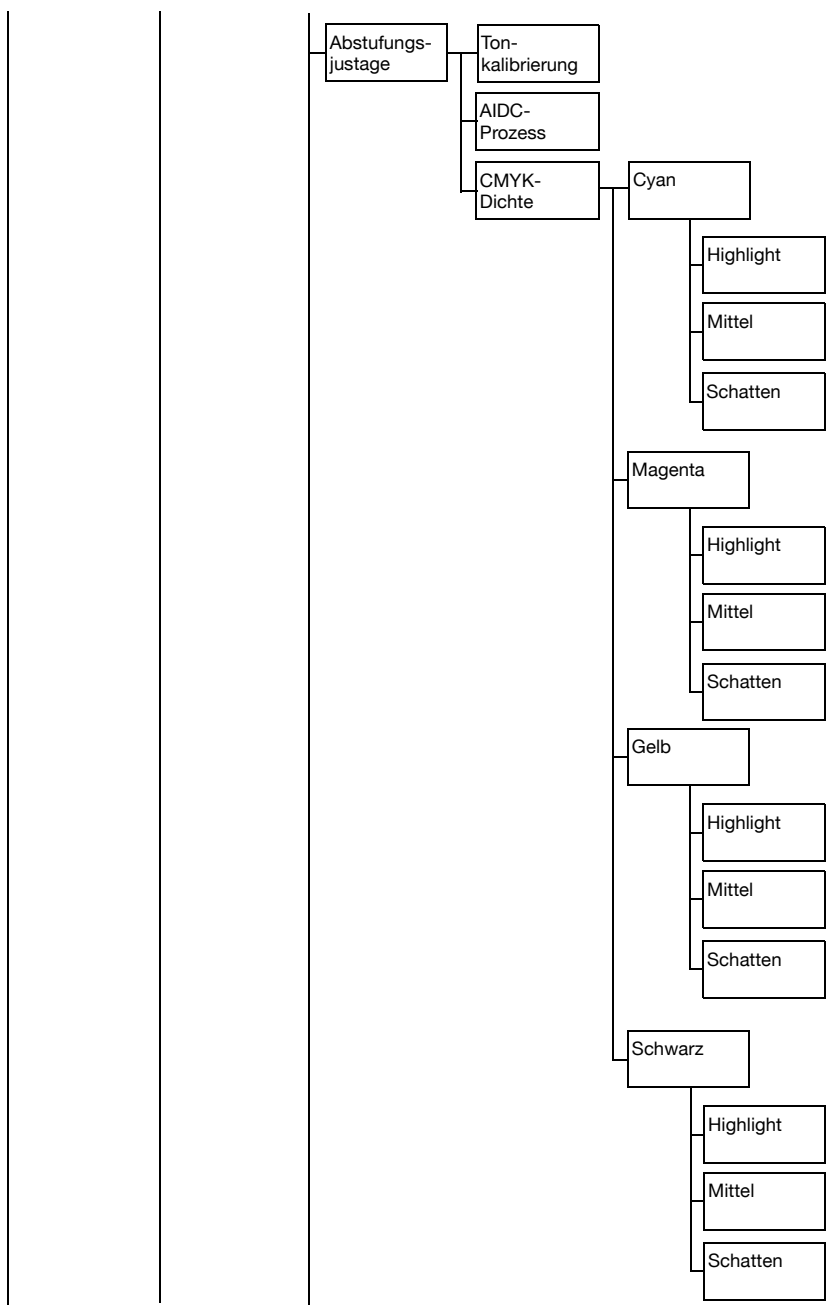 Abstufungs-
justage
Ton-
kalibrierung
AIDC-
Prozess
CMYK-
Dichte
Cyan
Highlight
Mittel
Schatten
Magenta
Highlight
Mittel
Schatten
Gelb
Highlight
Mittel
Schatten
Schwarz
Highlight
Mittel
Schatten